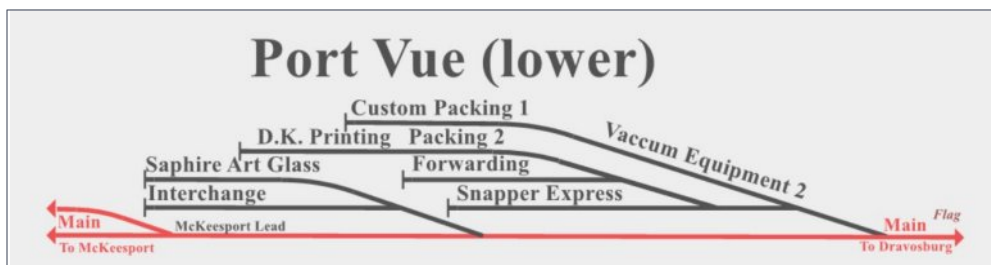 Port Vue (lower)
Custom Packing 1
D.K. Printing Packing 2
Vaccum Equipment 2
Saphire Art Glass
Forwarding
Interchange
Snapper Express
Main
McKeesport Lead
Main
Flag
To McKeesport
To Dravosburg